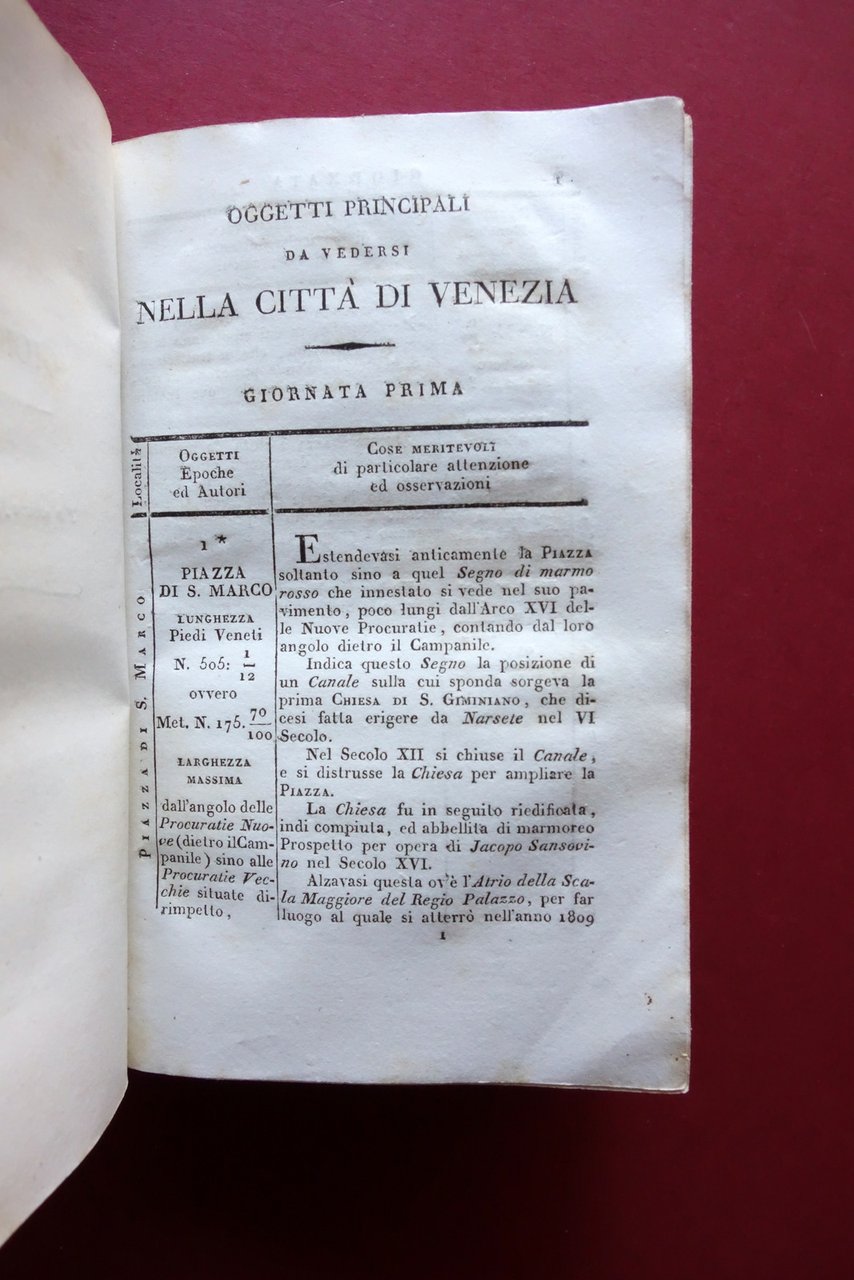 OGGETTI PRINCIPALI
DA VEDERSI
NELLA CITTÀ DI VENEZIA
GIORNATA PRIMA
Località
OGGETTI
Epoche
ed Autori
COSE MERITEVOLI
di particolare attenzione
ed osservazioni
PIAZZA DI S. MARCO
1 *
PIAZZA
DI S. MARCO
LUNGHEZZA
Piedi Veneti
N. 505: 1/12
ovvero
Met. N. 175. 70/100
LARGHEZZA
MASSIMA
dall'angolo delle
Procuratie Nuo-
ve (dietro il Cam-
panile) sino alle
Procuratie Vec-
chie situate di-
rimpetto,
Estendevasi anticamente la PIAZZA
soltanto sino a quel Segno di marmo
rosso che innestato si vede nel suo pa-
vimento, poco lungi dall'Arco XVI del-
le Nuove Procuratie, contando dal loro
angolo dietro il Campanile.
Indica questo Segno la posizione di
un Canale sulla cui sponda sorgeva la
prima CHIESA DI S. GIMINIANO, che di-
cesi fatta erigere da Narsete nel VI
Secolo.
Nel Secolo XII si chiuse il Canale,
e si distrusse la Chiesa per ampliare la
PIAZZA.
La Chiesa fu in seguito riedificata,
indi compiuta, ed abbellita di marmoreo
Prospetto per opera di Jacopo Sansovi-
no nel Secolo XVI.
Alzavasi questa ov'è l'Atrio della Sca-
la Maggiore del Regio Palazzo, per far
luogo al quale si atterrò nell'anno 1809
1